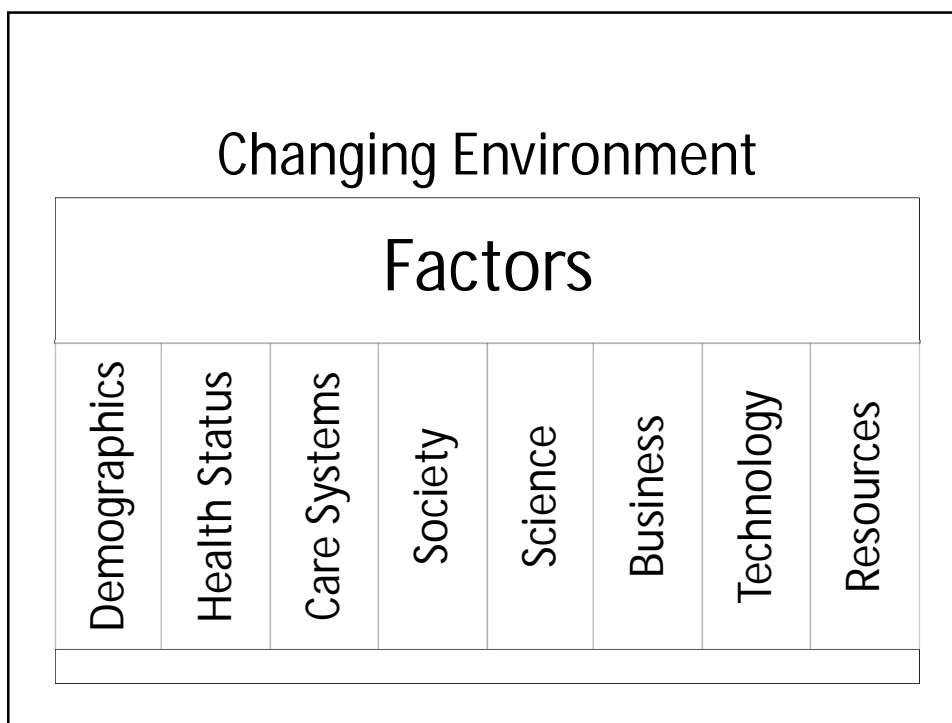 Changing Environment
Factors
Demographics
Health Status
Care Systems
Society
Science
Business
Technology
Resources